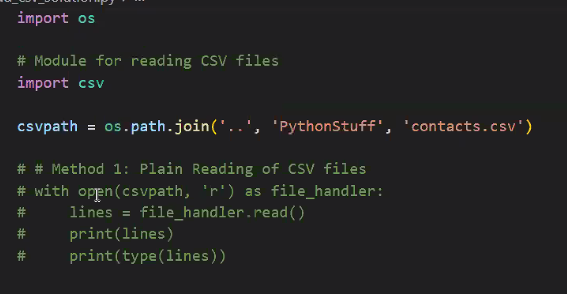 import os
# Module for reading CSV files
import csv
csvpath = os.path.join('..', 'PythonStuff', 'contacts.csv')
# # Method 1: Plain Reading of CSV files
# with open(csvpath, 'r') as file_handler:
#     lines = file_handler.read()
#     print(lines)
#     print(type(lines))